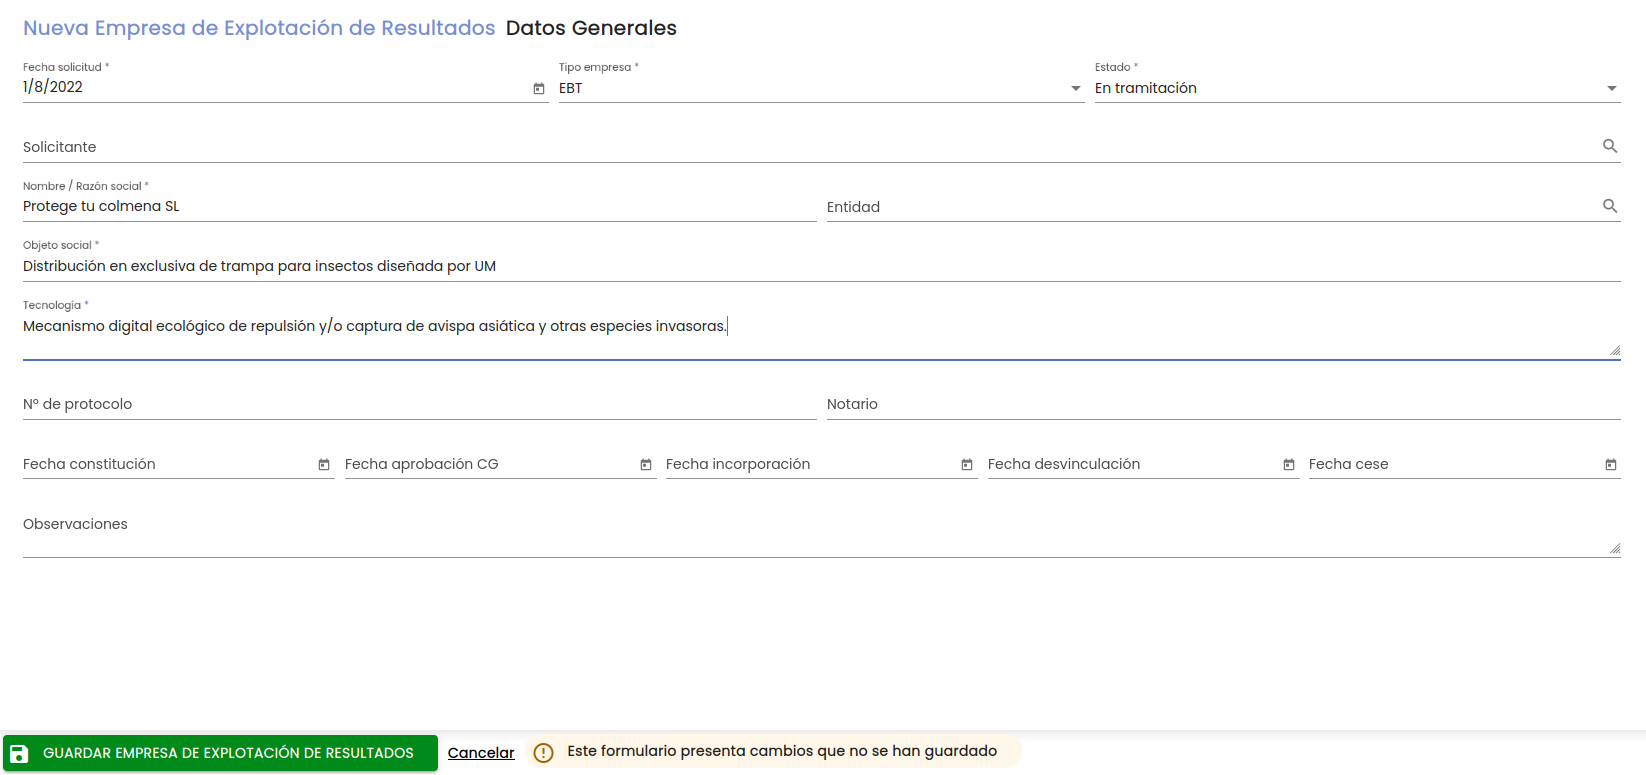 Nueva Empresa de Explotación de Resultados Datos Generales
Fecha solicitud * Tipo empresa * Estado *
1/8/2022 EBT En tramitación
Solicitante
Nombre / Razón social *
Protege tu colmena SL Entidad
Objeto social *
Distribución en exclusiva de trampa para insectos diseñada por UM
Tecnología *
Mecanismo digital ecológico de repulsión y/o captura de avispa asiática y otras especies invasoras.
Nº de protocolo Notario
Fecha constitución Fecha aprobación CG Fecha incorporación Fecha desvinculación Fecha cese
Observaciones
GUARDAR EMPRESA DE EXPLOTACIÓN DE RESULTADOS Cancelar Este formulario presenta cambios que no se han guardado